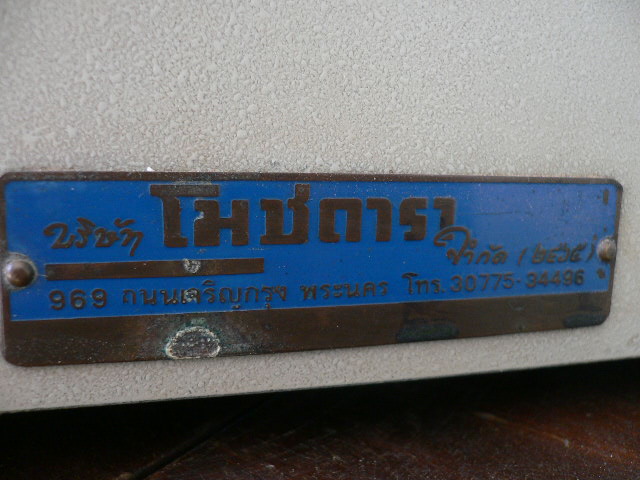 บริษัท โมชดารา จำกัด (๒๔๗๕)
969 ถนนเจริญกรุง พระนคร โทร. 30775-34496